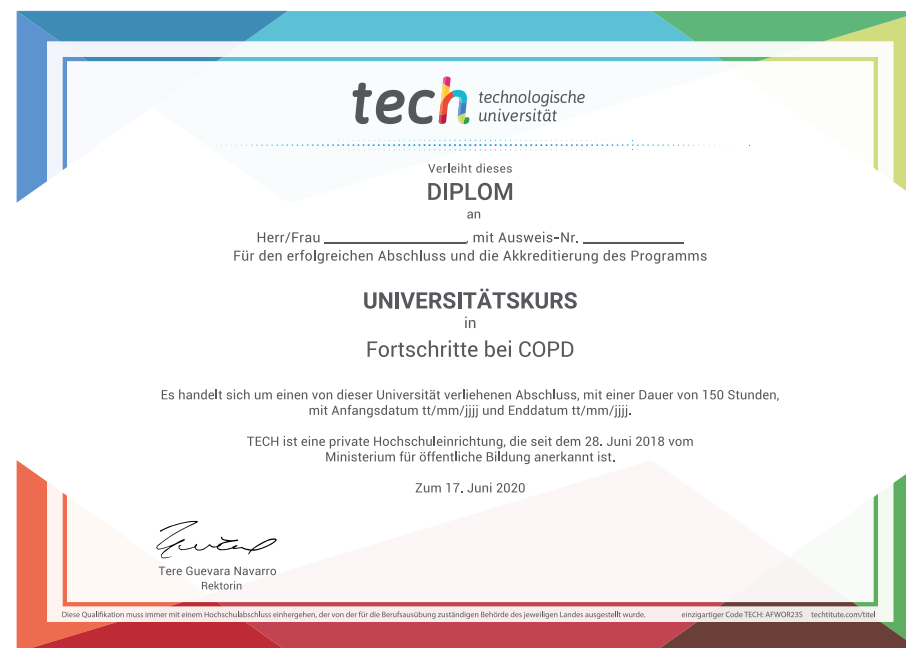 tech technologische
universität
Verleiht dieses
DIPLOM
an
Herr/Frau ____________, mit Ausweis-Nr. ____________
Für den erfolgreichen Abschluss und die Akkreditierung des Programms
UNIVERSITÄTSKURS
in
Fortschritte bei COPD
Es handelt sich um einen von dieser Universität verliehenen Abschluss, mit einer Dauer von 150 Stunden,
mit Anfangsdatum tt/mm/jjjj und Enddatum tt/mm/jjjj.
TECH ist eine private Hochschuleinrichtung, die seit dem 28. Juni 2018 vom
Ministerium für öffentliche Bildung anerkannt ist.
Zum 17. Juni 2020
Tere Guevara Navarro
Rektorin
Diese Qualifikation muss immer mit einem Hochschulabschluss einhergehen, der von der für die Berufsausübung zuständigen Behörde des jeweiligen Landes ausgestellt wurde. einzigartiger Code TECH: AFWOR23S techtitute.com/titel